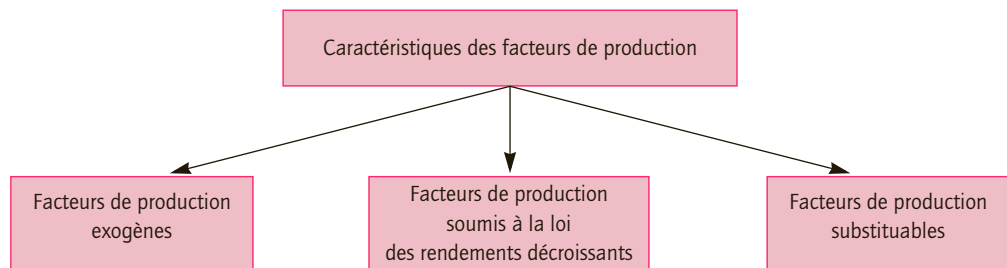 Caractéristiques des facteurs de production
Facteurs de production
exogènes
Facteurs de production
soumis à la loi
des rendements décroissants
Facteurs de production
substituables